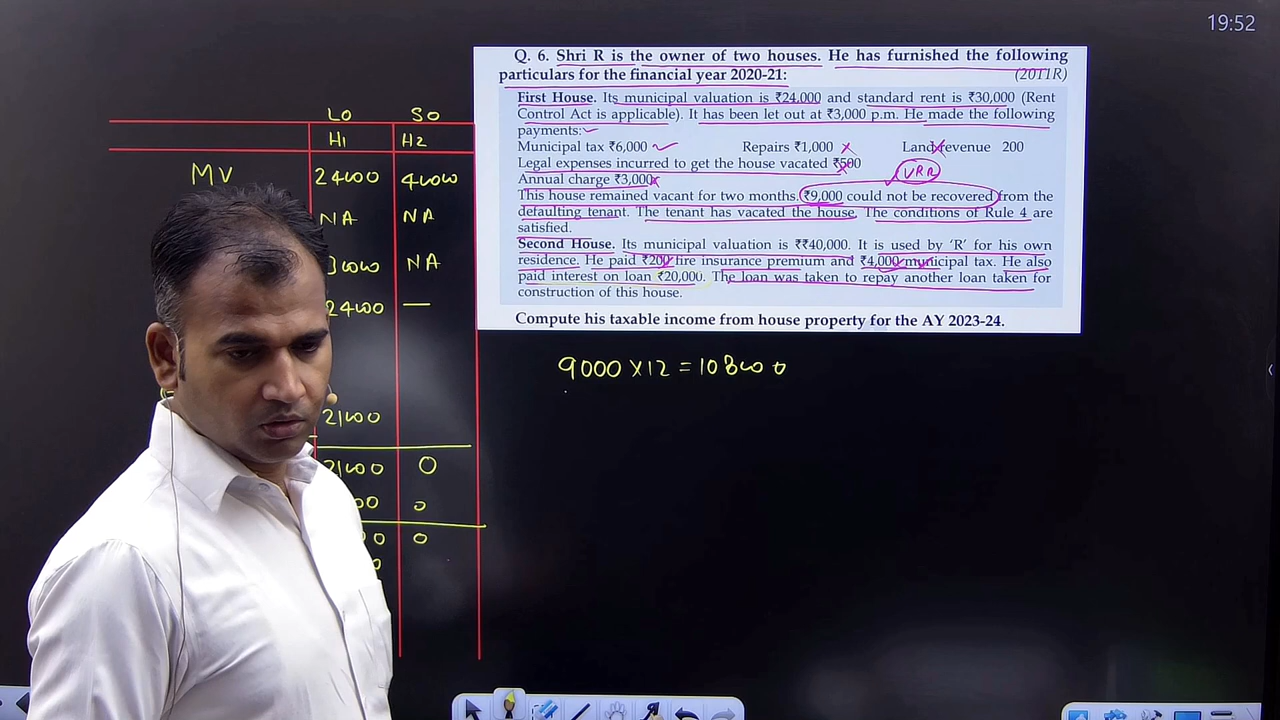 19:52
Q. 6. Shri R is the owner of two houses. He has furnished the following
particulars for the financial year 2020-21: (20T1R)
First House. Its municipal valuation is ₹24,000 and standard rent is ₹30,000 (Rent
Control Act is applicable). It has been let out at ₹3,000 p.m. He made the following
payments:
Municipal tax ₹6,000 Repairs ₹1,000 Land revenue 200
Legal expenses incurred to get the house vacated ₹500
VRR
Annual charge ₹3,000
This house remained vacant for two months. ₹9,000 could not be recovered from the
defaulting tenant. The tenant has vacated the house. The conditions of Rule 4 are
satisfied.
Second House. Its municipal valuation is ₹₹40,000. It is used by 'R' for his own
residence. He paid ₹200 fire insurance premium and ₹4,000 municipal tax. He also
paid interest on loan ₹20,000. The loan was taken to repay another loan taken for
construction of this house.
Compute his taxable income from house property for the AY 2023-24.
LO SO
H1 H2
MV 24000 40000
NA NA
30000 NA
24000 —
21000
21000 0
00 0
0 0
9000 × 12 = 108000